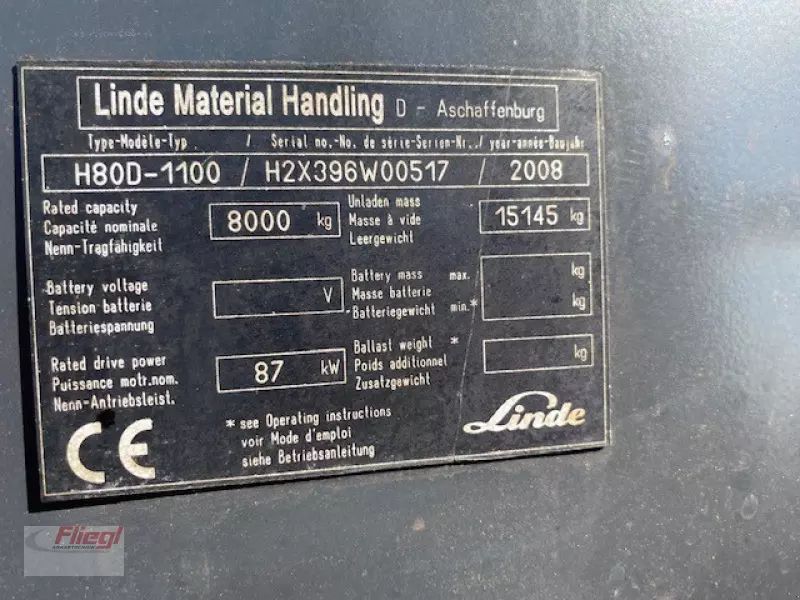 Linde Material Handling D - Aschaffenburg
Type-Modèle-Typ / Serial no.-No. de série-Serien-Nr. / year-année-Baujahr
H80D-1100 / H2X396W00517 / 2008
Rated capacity
Capacité nominale
Nenn-Tragfähigkeit
8000 kg
Unladen mass
Masse à vide
Leergewicht
15145 kg
Battery voltage
Tension batterie
Batteriespannung
V
Battery mass max. kg
Masse batterie
Batteriegewicht min.* kg
Rated drive power
Puissance motr.nom.
Nenn-Antriebsleist.
87 kW
Ballast weight *
Poids additionnel
Zusatzgewicht
kg
* see Operating instructions
voir Mode d'emploi
siehe Betriebsanleitung
CE
Linde
Fliegl
AGRARTECHNIK